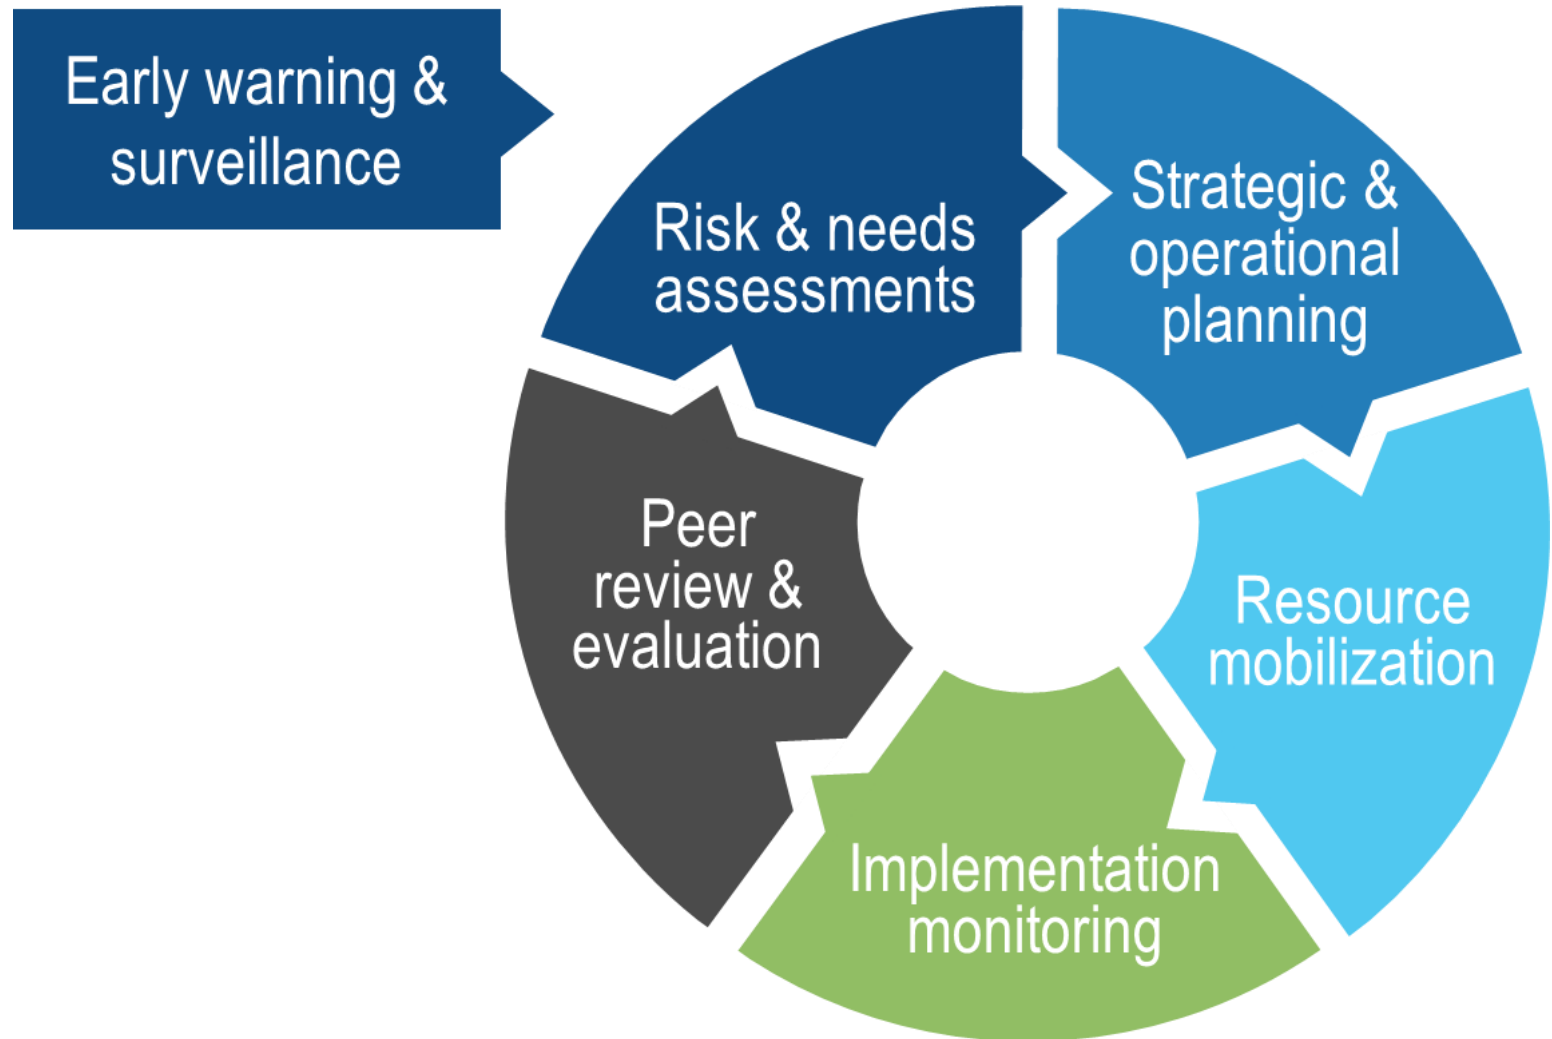 Early warning &
surveillance
Risk & needs
assessments
Strategic &
operational
planning
Resource
mobilization
Implementation
monitoring
Peer
review &
evaluation